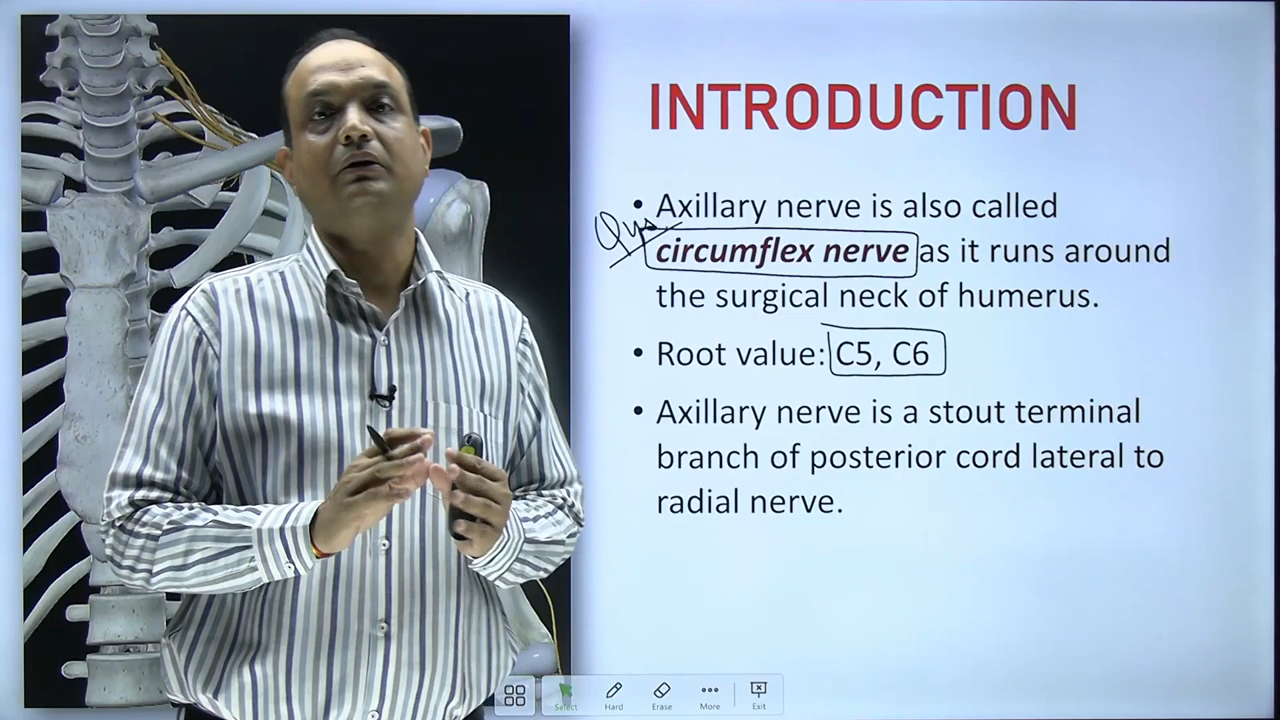 INTRODUCTION
• Axillary nerve is also called
circumflex nerve as it runs around
the surgical neck of humerus.
• Root value: C5, C6
• Axillary nerve is a stout terminal
branch of posterior cord lateral to
radial nerve.
Select Hard Erase More Exit